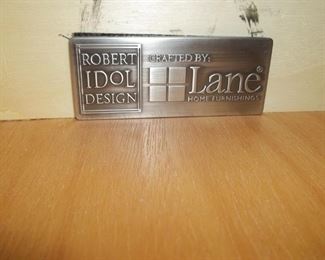 ROBERT
IDOL
DESIGN
CRAFTED BY:
Lane®
HOME FURNISHINGS